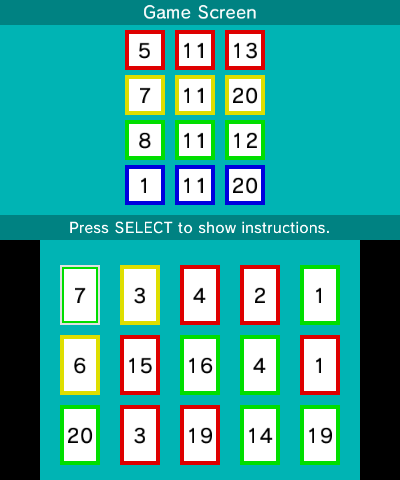 Game Screen
5 11 13
7 11 20
8 11 12
1 11 20
Press SELECT to show instructions.
7 3 4 2 1
6 15 16 4 1
20 3 19 14 19